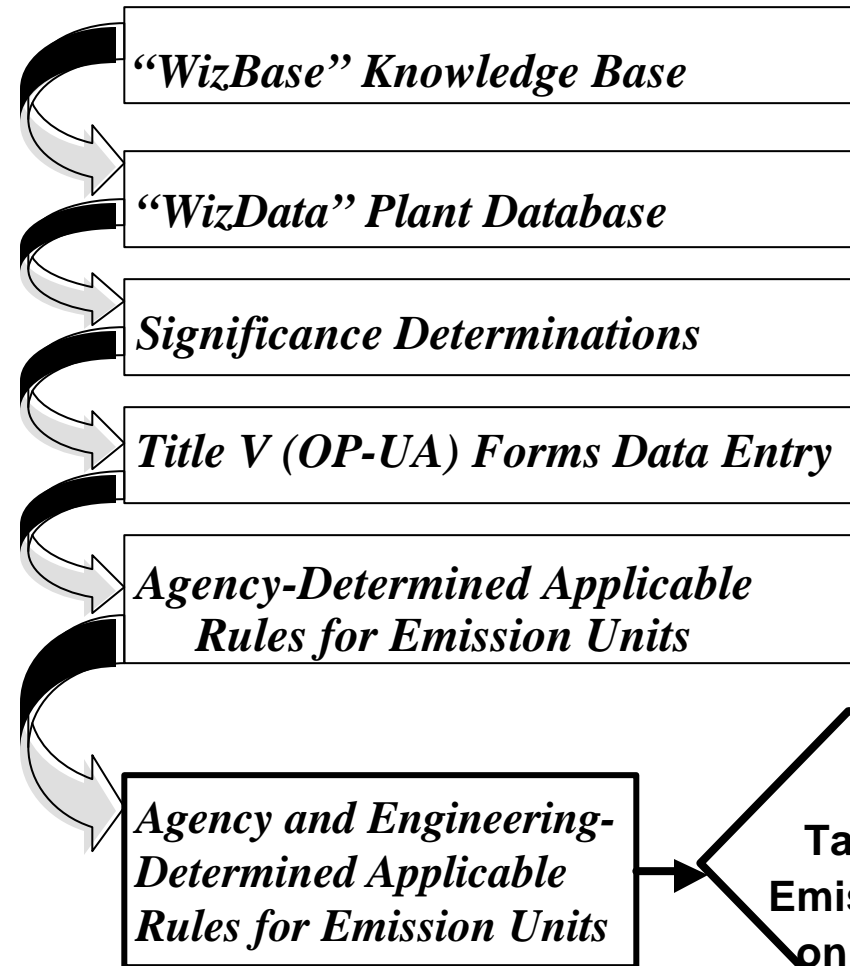 “WizBase” Knowledge Base
“WizData” Plant Database
Significance Determinations
Title V (OP-UA) Forms Data Entry
Agency-Determined Applicable
Rules for Emission Units
Agency and Engineering-
Determined Applicable
Rules for Emission Units
on